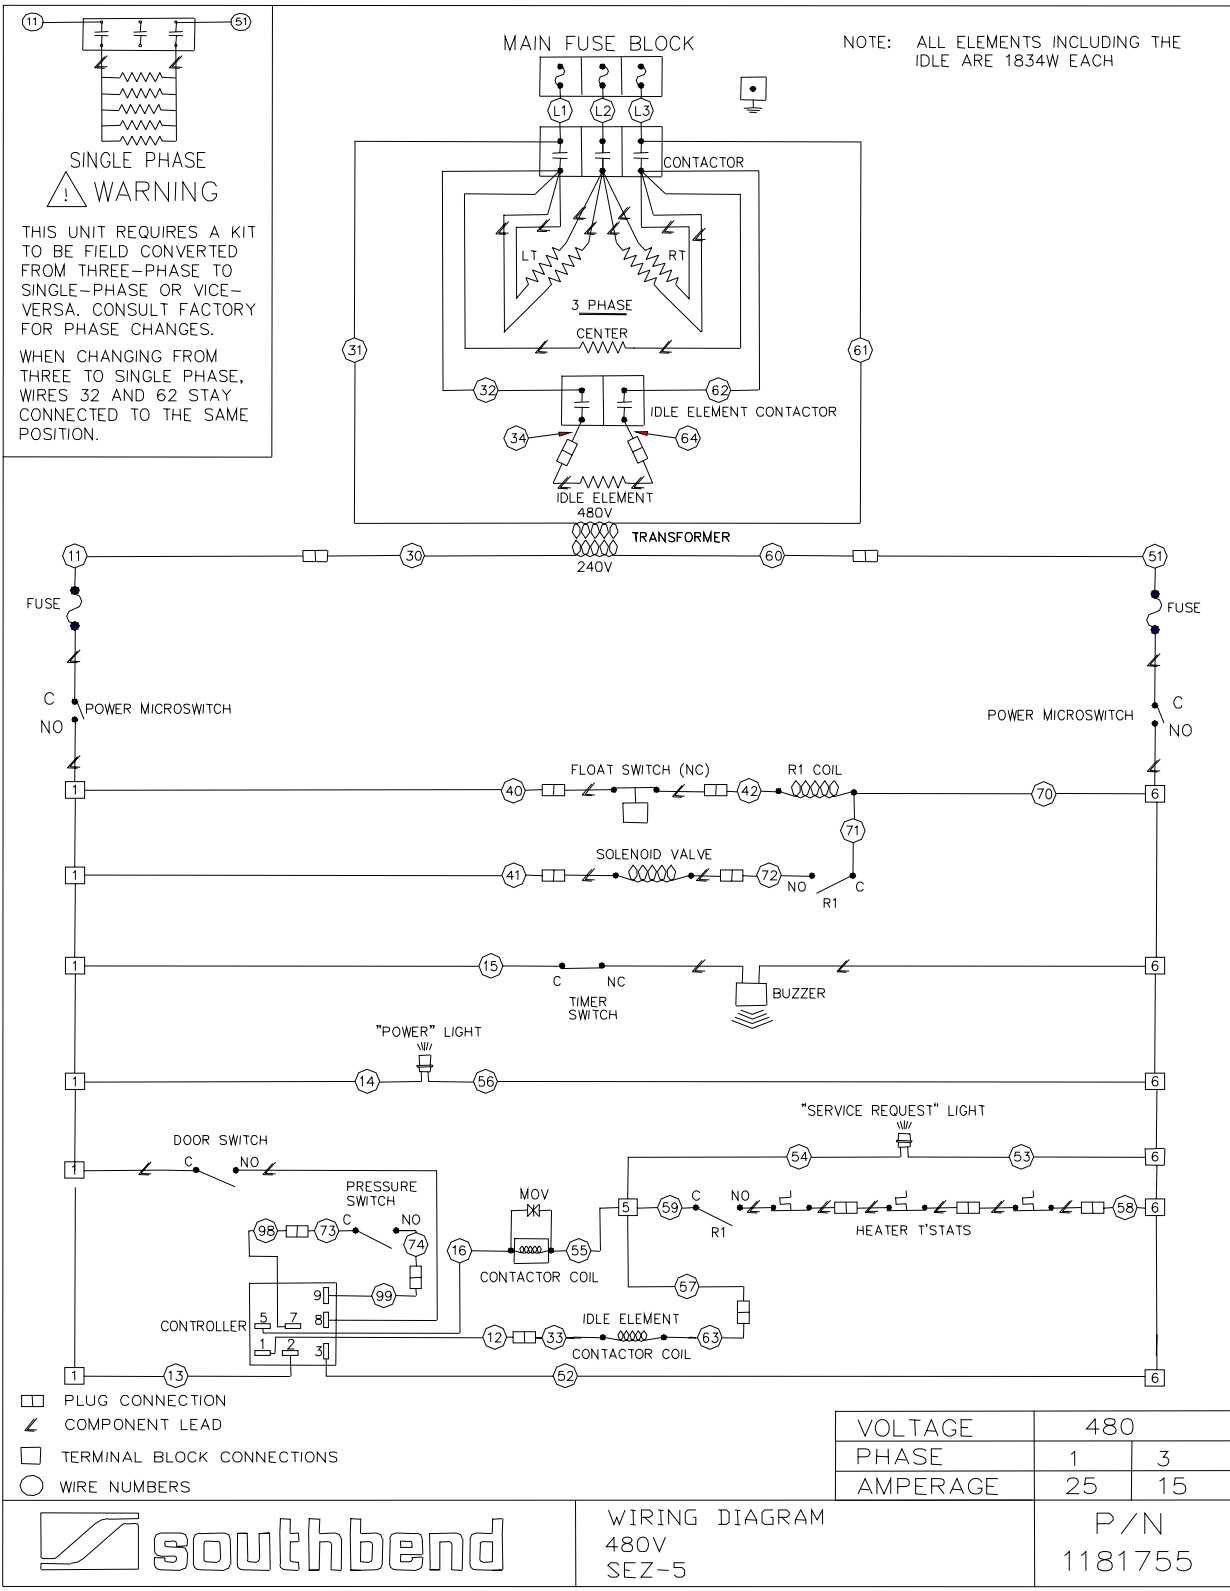 11
51
SINGLE PHASE
! WARNING
THIS UNIT REQUIRES A KIT
TO BE FIELD CONVERTED
FROM THREE-PHASE TO
SINGLE-PHASE OR VICE-
VERSA. CONSULT FACTORY
FOR PHASE CHANGES.
WHEN CHANGING FROM
THREE TO SINGLE PHASE,
WIRES 32 AND 62 STAY
CONNECTED TO THE SAME
POSITION.
MAIN FUSE BLOCK
NOTE: ALL ELEMENTS INCLUDING THE
IDLE ARE 1834W EACH
L1 L2 L3
CONTACTOR
LT RT
3 PHASE
CENTER
31 61
32 62
IDLE ELEMENT CONTACTOR
34 64
IDLE ELEMENT
480V
TRANSFORMER
240V
11 30 60 51
FUSE FUSE
C
POWER MICROSWITCH
NO
C
POWER MICROSWITCH
NO
FLOAT SWITCH (NC) R1 COIL
1 40 42 70 6
71
SOLENOID VALVE
1 41 72 NO C
R1
1 15 6
C NC
TIMER
SWITCH
BUZZER
"POWER" LIGHT
1 14 56 6
"SERVICE REQUEST" LIGHT
54 53 6
DOOR SWITCH
1 C NO
PRESSURE
SWITCH
98 73 C NO
74
MOV
16 55
CONTACTOR COIL
5 59 C NO 58 6
R1
HEATER T'STATS
57
99
CONTROLLER
9
5 7 8
1 2 3
IDLE ELEMENT
12 33 63
CONTACTOR COIL
1 13 52 6
PLUG CONNECTION
COMPONENT LEAD
TERMINAL BLOCK CONNECTIONS
WIRE NUMBERS
VOLTAGE 480
PHASE 1 3
AMPERAGE 25 15
southbend
WIRING DIAGRAM
480V
SEZ-5
P/N
1181755